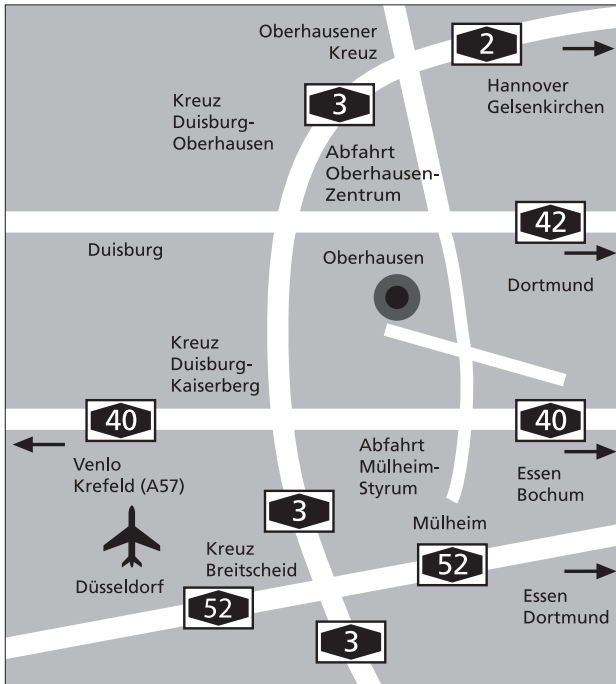 Oberhausener
Kreuz
2
Hannover
Gelsenkirchen
3
Kreuz
Duisburg-
Oberhausen
Abfahrt
Oberhausen-
Zentrum
42
Duisburg
Dortmund
Oberhausen
Kreuz
Duisburg-
Kaiserberg
40
40
Venlo
Krefeld (A57)
Abfahrt
Mülheim-
Styrum
Essen
Bochum
3
Mülheim
Düsseldorf
Kreuz
Breitscheid
52
52
Essen
Dortmund
3